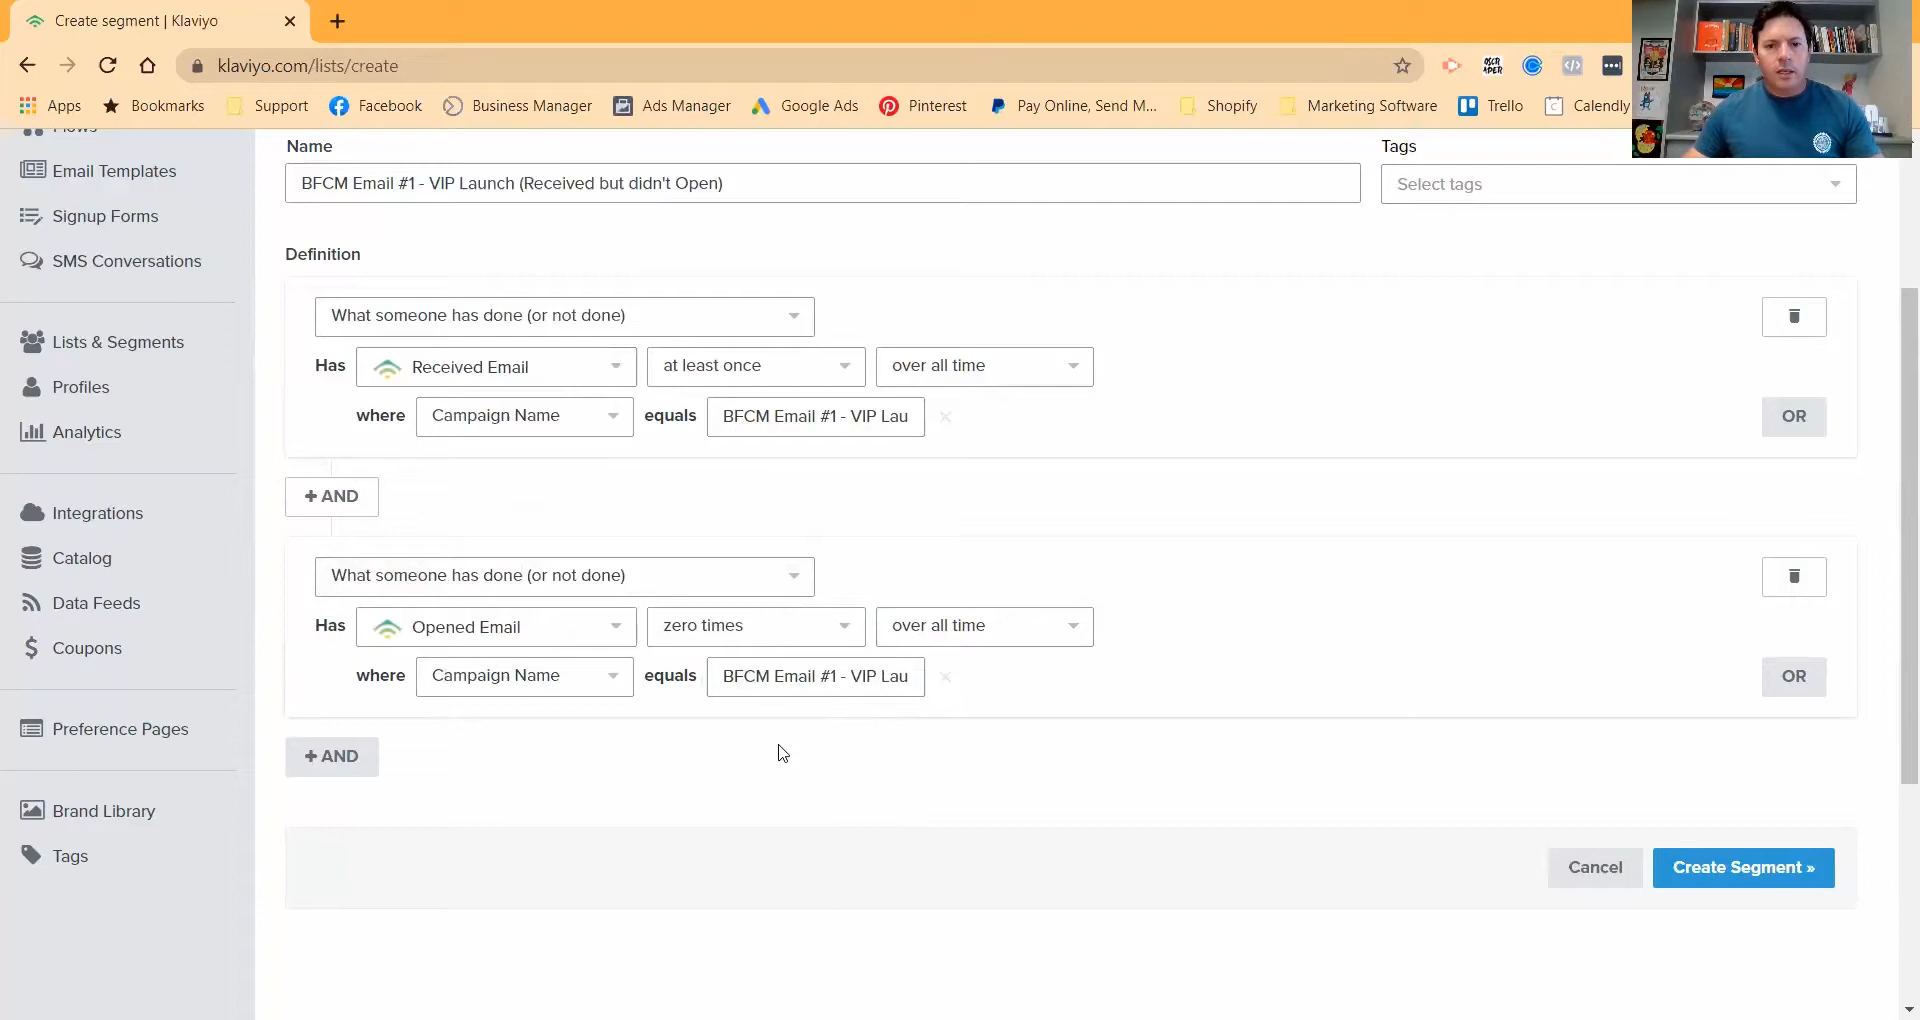 Create segment | Klaviyo
klaviyo.com/lists/create
Apps Bookmarks Support Facebook Business Manager Ads Manager Google Ads Pinterest Pay Online, Send M... Shopify Marketing Software Trello Calendly
Flows
Email Templates
Signup Forms
SMS Conversations
Lists & Segments
Profiles
Analytics
Integrations
Catalog
Data Feeds
Coupons
Preference Pages
Brand Library
Tags
Name Tags
BFCM Email #1 - VIP Launch (Received but didn't Open) Select tags
Definition
What someone has done (or not done)
Has Received Email at least once over all time
where Campaign Name equals BFCM Email #1 - VIP Lau OR
+ AND
What someone has done (or not done)
Has Opened Email zero times over all time
where Campaign Name equals BFCM Email #1 - VIP Lau OR
+ AND
Cancel Create Segment »